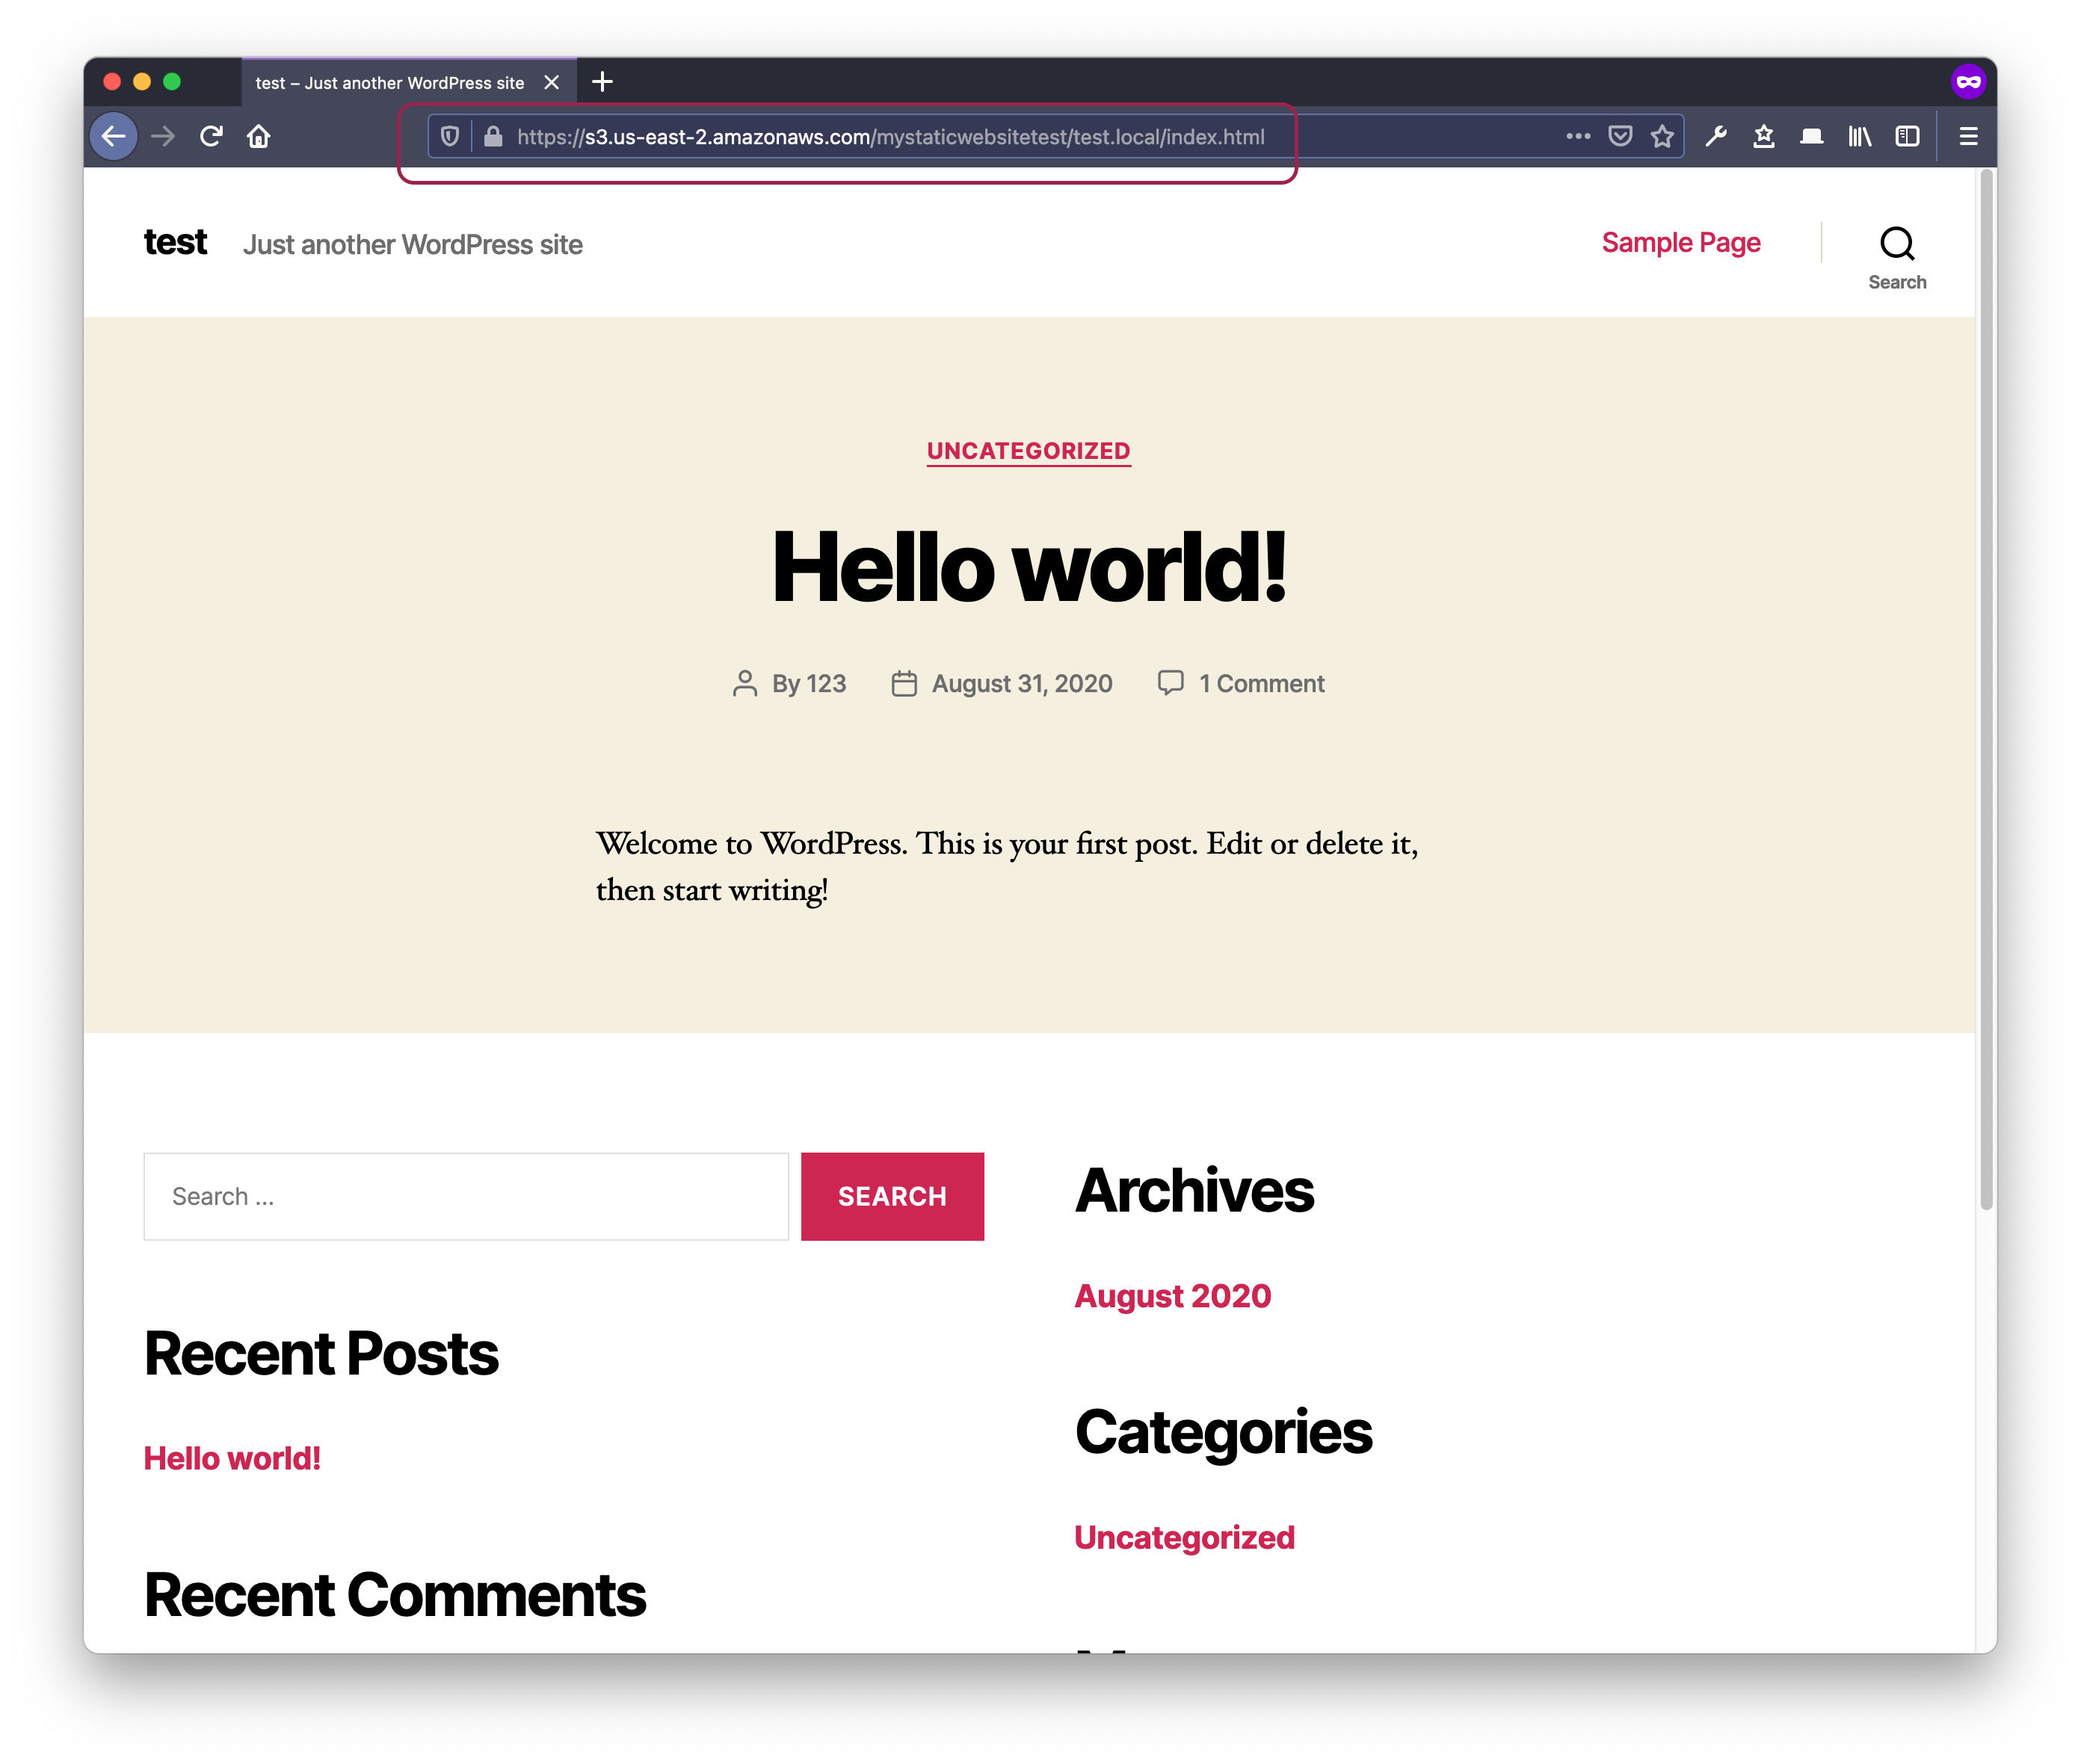 test – Just another WordPress site
https://s3.us-east-2.amazonaws.com/mystaticwebsitetest/test.local/index.html
test Just another WordPress site
Sample Page
Search
UNCATEGORIZED
Hello world!
By 123 August 31, 2020 1 Comment
Welcome to WordPress. This is your first post. Edit or delete it,
then start writing!
Search ...
SEARCH
Recent Posts
Hello world!
Recent Comments
Archives
August 2020
Categories
Uncategorized